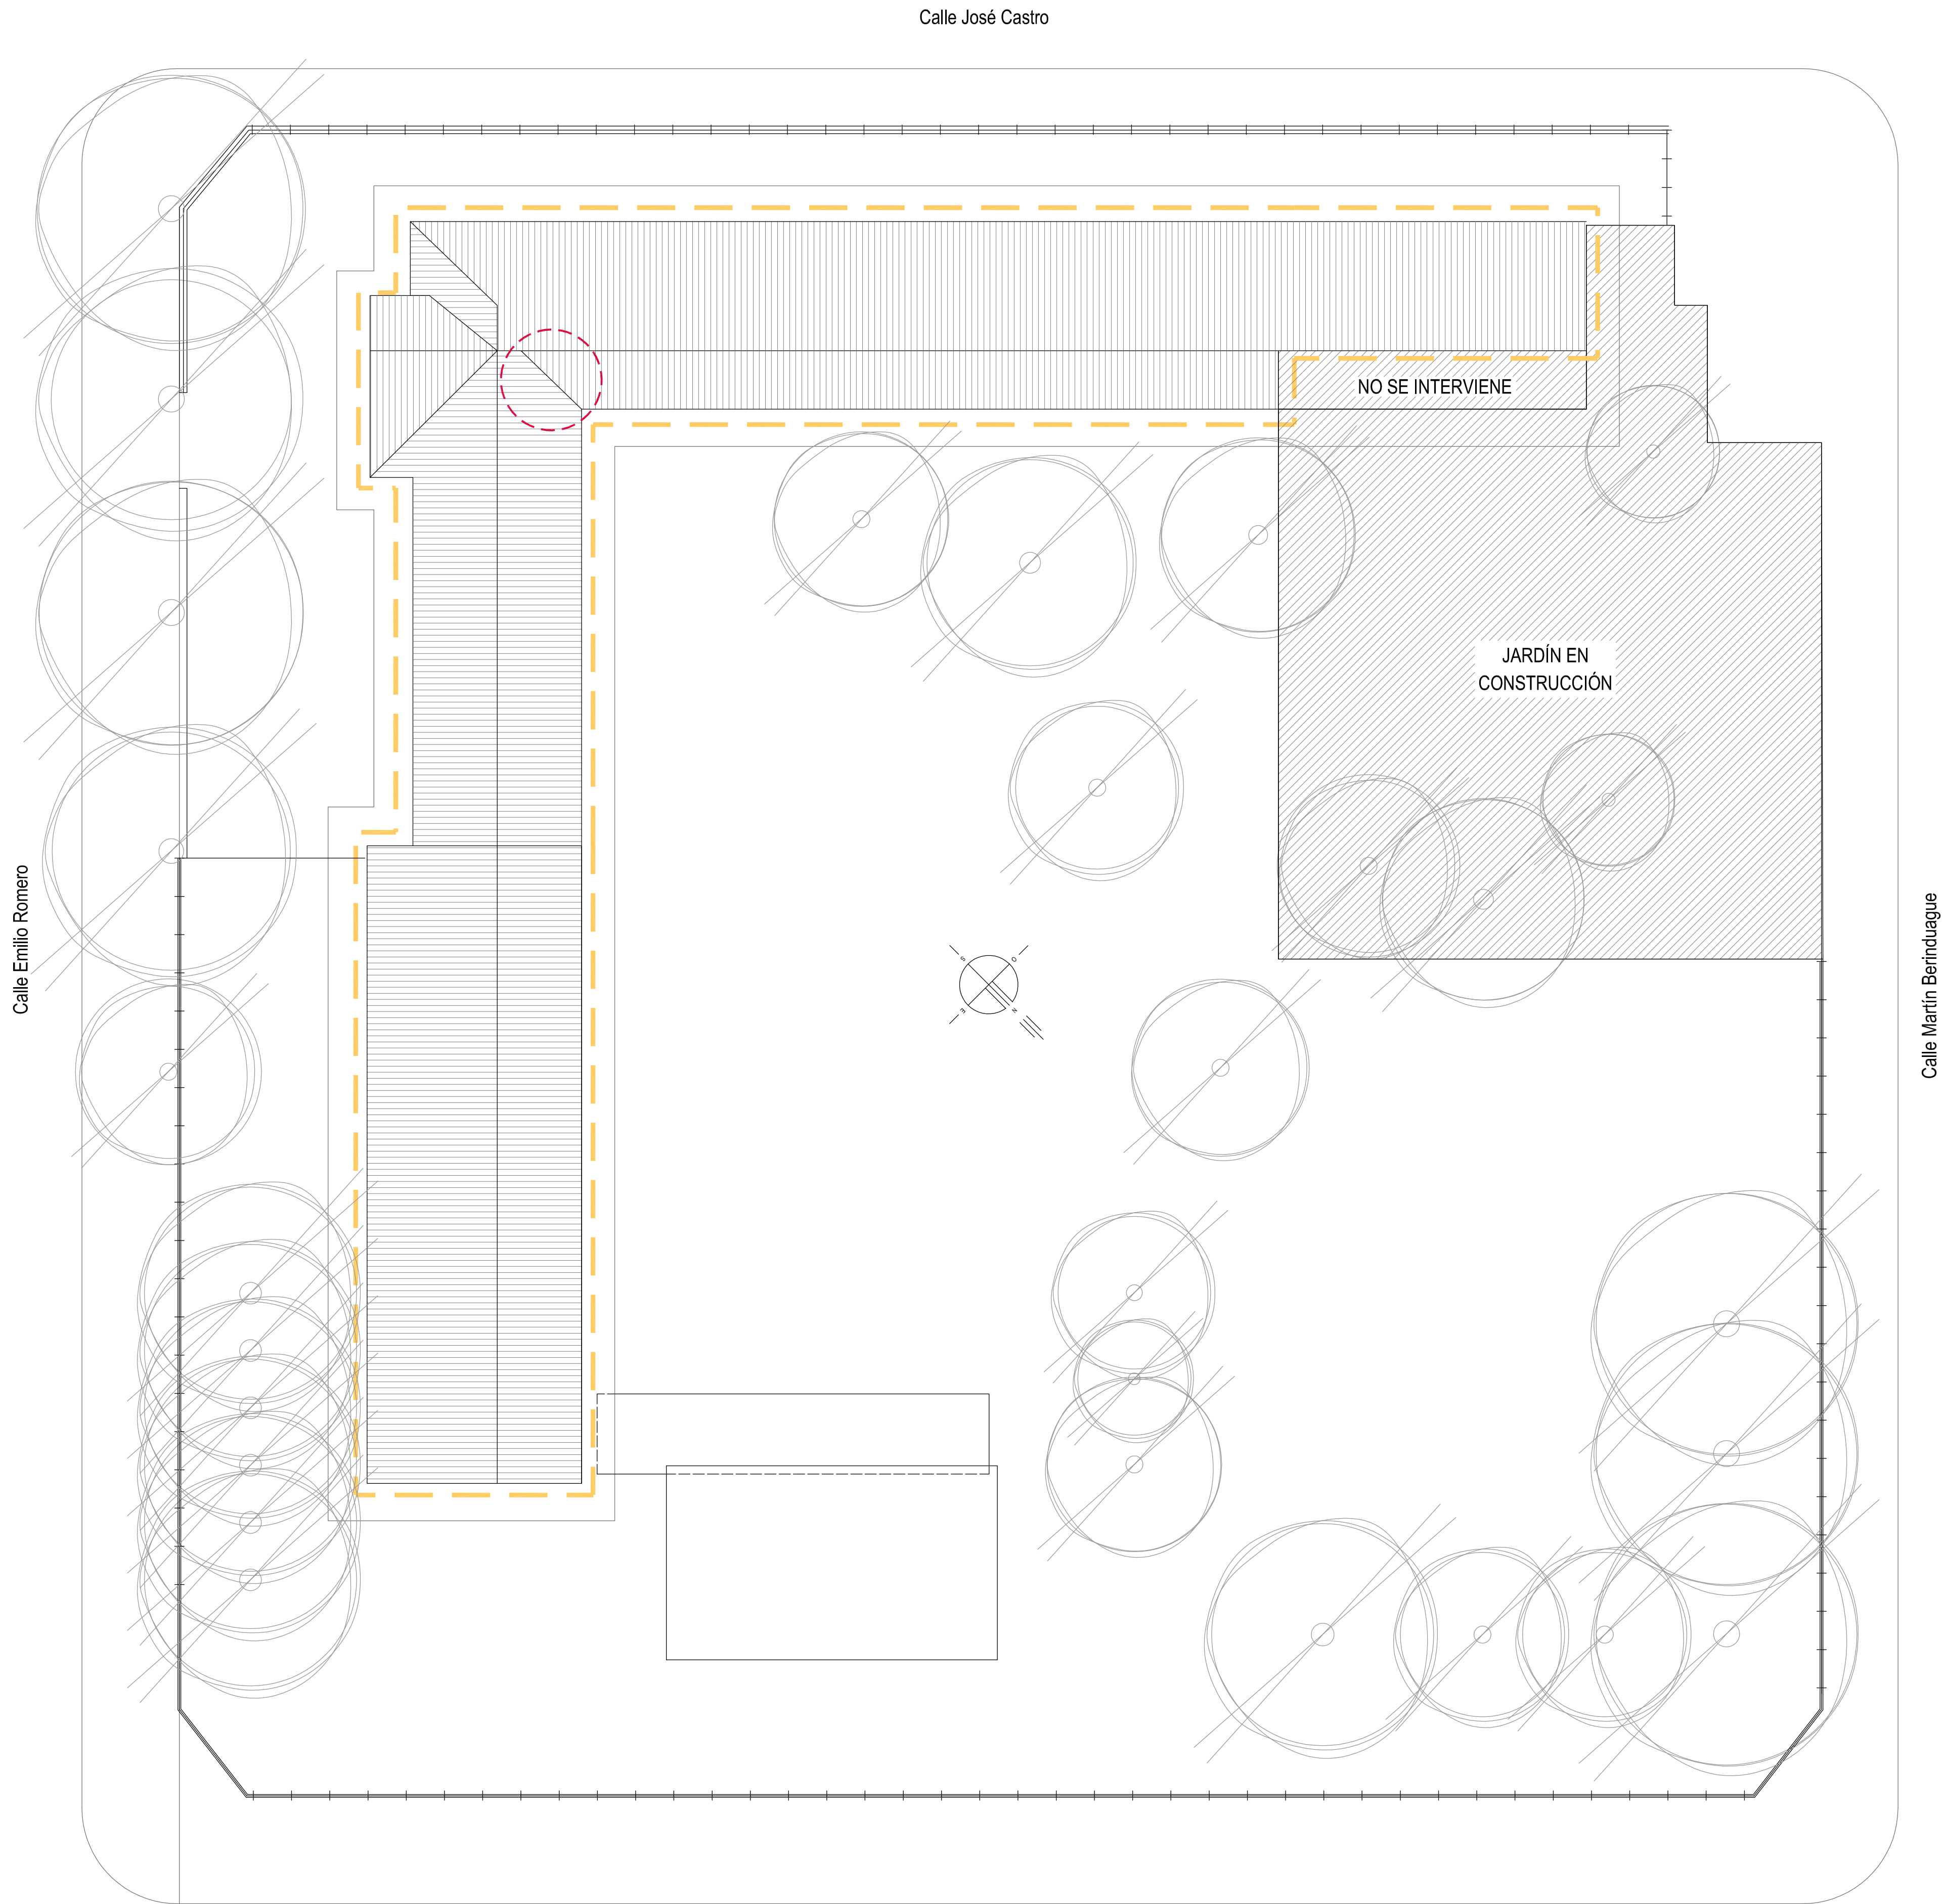 Calle José Castro
NO SE INTERVIENE
JARDÍN EN
CONSTRUCCIÓN
Calle Emilio Romero
Calle Martín Berinduague
S
O
E
N